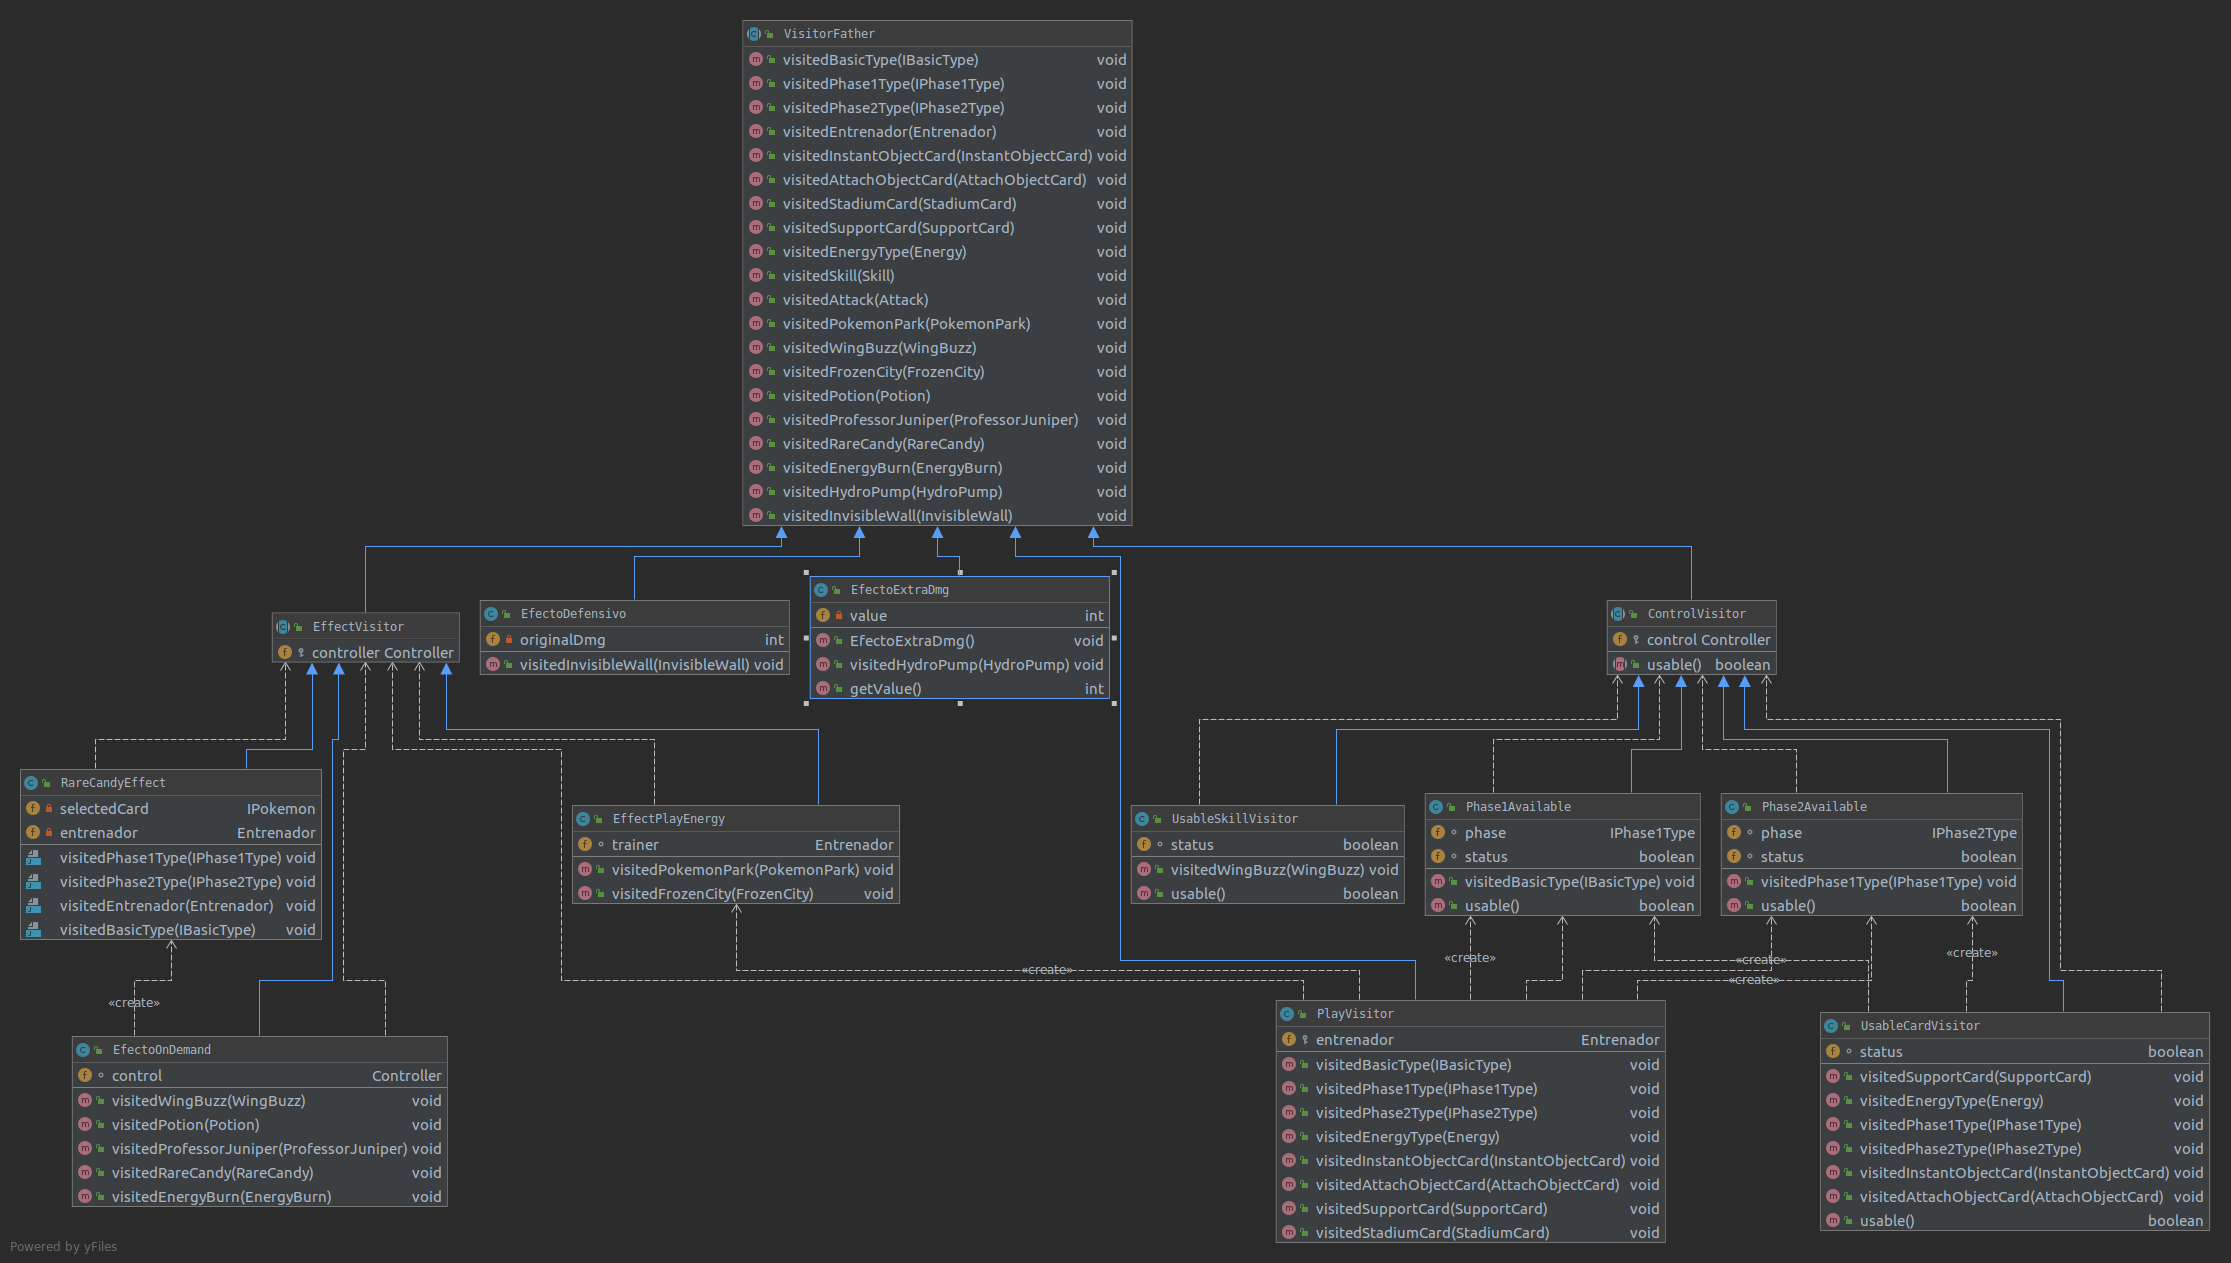 VisitorFather
visitedBasicType(IBasicType) void
visitedPhase1Type(IPhase1Type) void
visitedPhase2Type(IPhase2Type) void
visitedEntrenador(Entrenador) void
visitedInstantObjectCard(InstantObjectCard) void
visitedAttachObjectCard(AttachObjectCard) void
visitedStadiumCard(StadiumCard) void
visitedSupportCard(SupportCard) void
visitedEnergyType(Energy) void
visitedSkill(Skill) void
visitedAttack(Attack) void
visitedPokemonPark(PokemonPark) void
visitedWingBuzz(WingBuzz) void
visitedFrozenCity(FrozenCity) void
visitedPotion(Potion) void
visitedProfessorJuniper(ProfessorJuniper) void
visitedRareCandy(RareCandy) void
visitedEnergyBurn(EnergyBurn) void
visitedHydroPump(HydroPump) void
visitedInvisibleWall(InvisibleWall) void
EffectVisitor
controller Controller
EfectoDefensivo
originalDmg int
visitedInvisibleWall(InvisibleWall) void
EfectoExtraDmg
value int
EfectoExtraDmg() void
visitedHydroPump(HydroPump) void
getValue() int
ControlVisitor
control Controller
usable() boolean
RareCandyEffect
selectedCard IPokemon
entrenador Entrenador
visitedPhase1Type(IPhase1Type) void
visitedPhase2Type(IPhase2Type) void
visitedEntrenador(Entrenador) void
visitedBasicType(IBasicType) void
EffectPlayEnergy
trainer Entrenador
visitedPokemonPark(PokemonPark) void
visitedFrozenCity(FrozenCity) void
UsableSkillVisitor
status boolean
visitedWingBuzz(WingBuzz) void
usable() boolean
Phase1Available
phase IPhase1Type
status boolean
visitedBasicType(IBasicType) void
usable() boolean
Phase2Available
phase IPhase2Type
status boolean
visitedPhase1Type(IPhase1Type) void
usable() boolean
«create»
«create»
«create»
«create»
«create»
«create»
EfectoOnDemand
control Controller
visitedWingBuzz(WingBuzz) void
visitedPotion(Potion) void
visitedProfessorJuniper(ProfessorJuniper) void
visitedRareCandy(RareCandy) void
visitedEnergyBurn(EnergyBurn) void
PlayVisitor
entrenador Entrenador
visitedBasicType(IBasicType) void
visitedPhase1Type(IPhase1Type) void
visitedPhase2Type(IPhase2Type) void
visitedEnergyType(Energy) void
visitedInstantObjectCard(InstantObjectCard) void
visitedAttachObjectCard(AttachObjectCard) void
visitedSupportCard(SupportCard) void
visitedStadiumCard(StadiumCard) void
UsableCardVisitor
status boolean
visitedSupportCard(SupportCard) void
visitedEnergyType(Energy) void
visitedPhase1Type(IPhase1Type) void
visitedPhase2Type(IPhase2Type) void
visitedInstantObjectCard(InstantObjectCard) void
visitedAttachObjectCard(AttachObjectCard) void
usable() boolean
Powered by yFiles